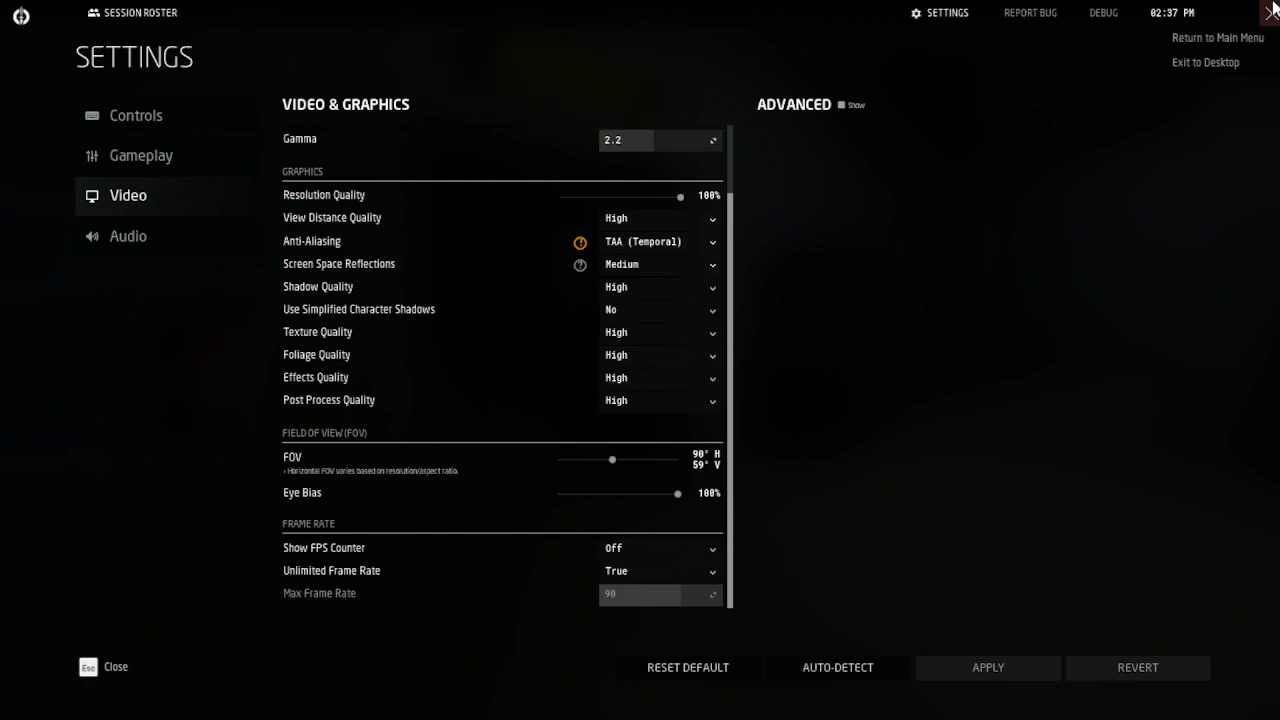 SESSION ROSTER
SETTINGS
REPORT BUG
DEBUG
02:37 PM
Return to Main Menu
Exit to Desktop
SETTINGS
Controls
Gameplay
Video
Audio
VIDEO & GRAPHICS
Gamma 2.2
GRAPHICS
Resolution Quality 100%
View Distance Quality High
Anti-Aliasing TAA (Temporal)
Screen Space Reflections Medium
Shadow Quality High
Use Simplified Character Shadows No
Texture Quality High
Foliage Quality High
Effects Quality High
Post Process Quality High
FIELD OF VIEW (FOV)
FOV 90° H
59° V
› Horizontal FOV varies based on resolution/aspect ratio.
Eye Bias 100%
FRAME RATE
Show FPS Counter Off
Unlimited Frame Rate True
Max Frame Rate 90
ADVANCED Show
Esc Close
RESET DEFAULT
AUTO-DETECT
APPLY
REVERT